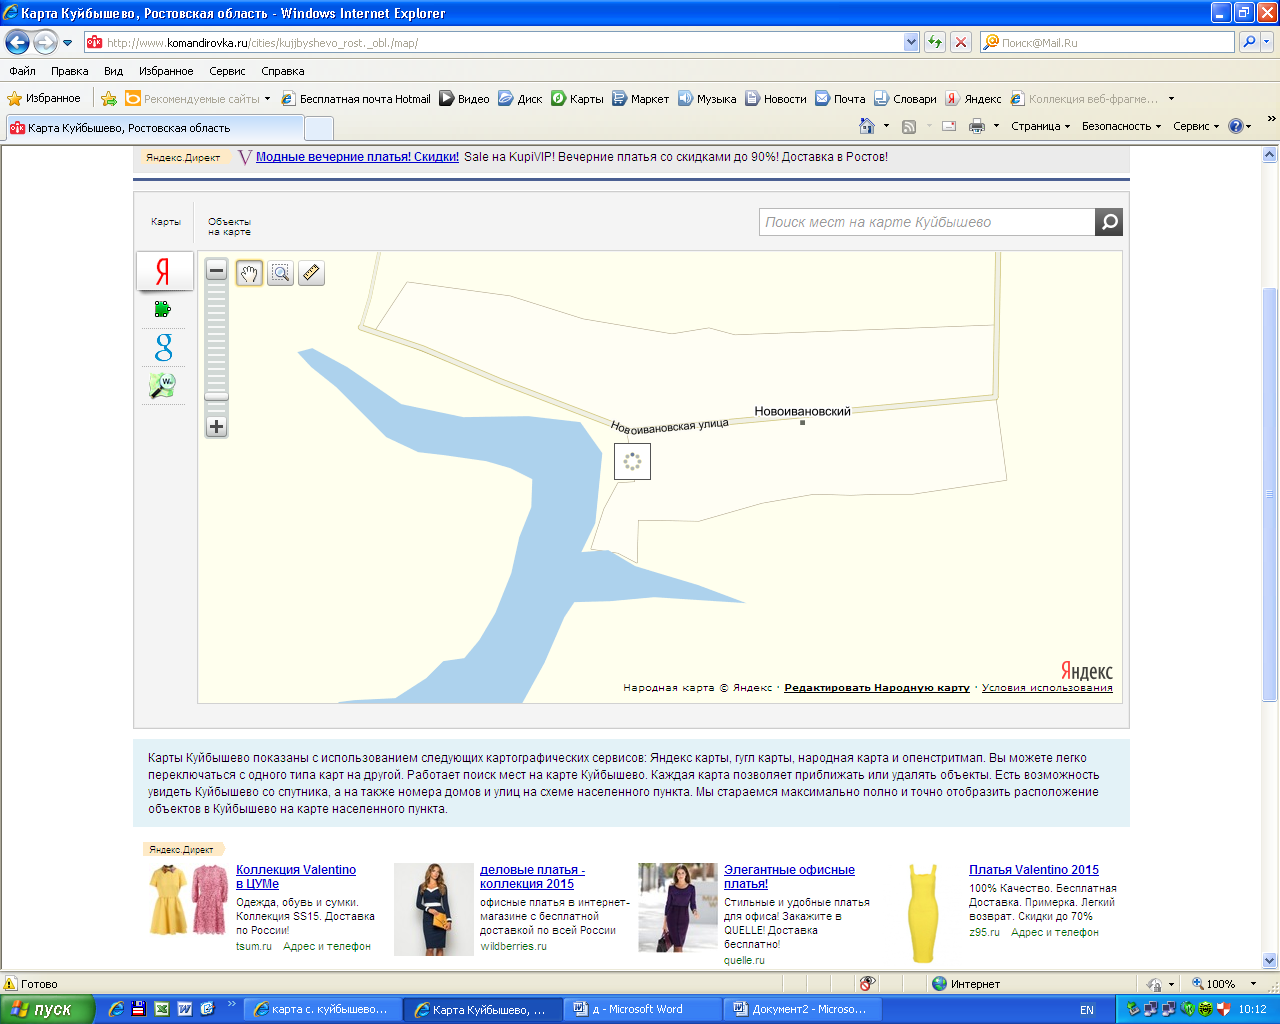 Карта Куйбышево, Ростовская область - Windows Internet Explorer
http://www.komandirovka.ru/cities/kujbyshevo_rost._obl./map/
Поиск@Mail.Ru
Файл Правка Вид Избранное Сервис Справка
Избранное Рекомендуемые сайты Бесплатная почта Hotmail Видео Диск Карты Маркет Музыка Новости Почта Словари Яндекс Коллекция веб-фрагме...
Карта Куйбышево, Ростовская область
Страница Безопасность Сервис
Яндекс.Директ Модные вечерние платья! Скидки! Sale на KupiVIP! Вечерние платья со скидками до 90%! Доставка в Ростов!
Карты
Объекты
на карте
Поиск мест на карте Куйбышево
Я
g
W
Новоивановский
Новоивановская улица
Яндекс
Народная карта © Яндекс · Редактировать Народную карту · Условия использования
Карты Куйбышево показаны с использованием следующих картографических сервисов: Яндекс карты, гугл карты, народная карта и опенстритмап. Вы можете легко
переключаться с одного типа карт на другой. Работает поиск мест на карте Куйбышево. Каждая карта позволяет приближать или удалять объекты. Есть возможность
увидеть Куйбышево со спутника, а на также номера домов и улиц на схеме населенного пункта. Мы стараемся максимально полно и точно отобразить расположение
объектов в Куйбышево на карте населенного пункта.
Яндекс.Директ
Коллекция Valentino
в ЦУМе
Одежда, обувь и сумки.
Коллекция SS15. Доставка
по России!
tsum.ru Адрес и телефон
деловые платья -
коллекция 2015
офисные платья в интернет-
магазине с бесплатной
доставкой по всей России
wildberries.ru
Элегантные офисные
платья!
Стильные и удобные платья
для офиса! Закажите в
QUELLE! Доставка
бесплатно!
quelle.ru
Платья Valentino 2015
100% Качество. Бесплатная
Доставка. Примерка. Легкий
возврат. Скидки до 70%
z95.ru Адрес и телефон
Готово
Интернет
100%
пуск
карта с. куйбышево...
Карта Куйбышево, ...
д - Microsoft Word
Документ2 - Microso...
EN
10:12